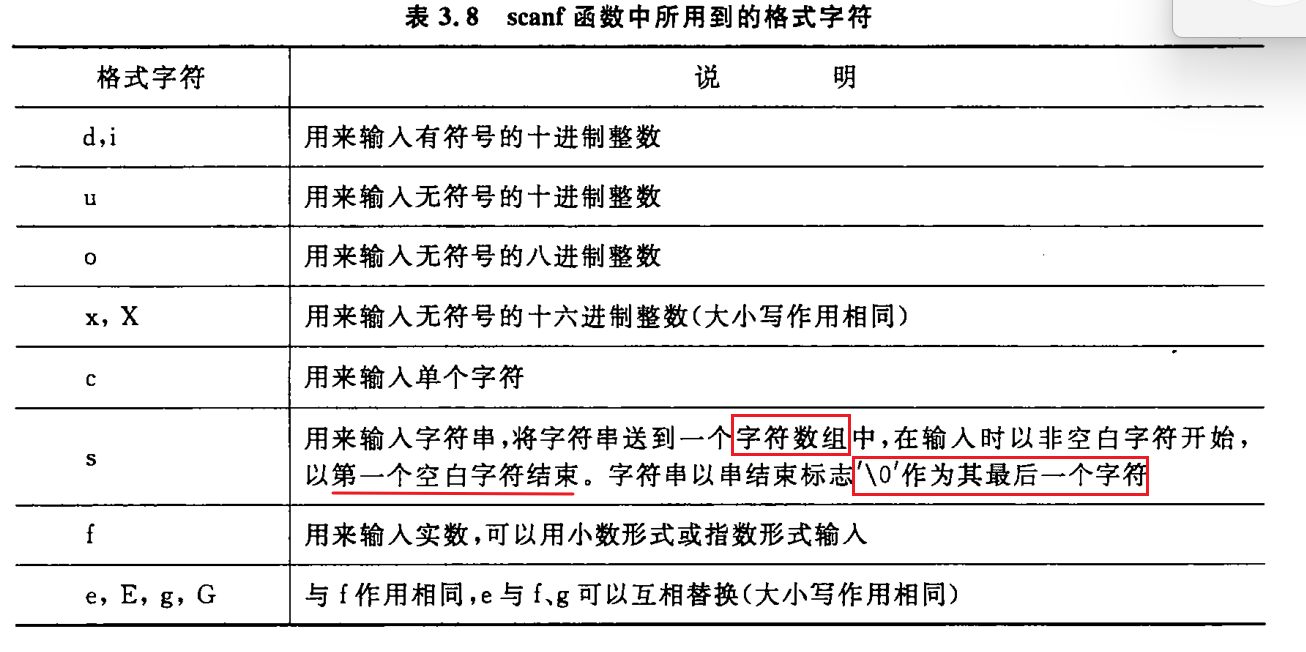 表 3.8 scanf 函数中所用到的格式字符
格式字符 说 明
d,i 用来输入有符号的十进制整数
u 用来输入无符号的十进制整数
o 用来输入无符号的八进制整数
x, X 用来输入无符号的十六进制整数(大小写作用相同)
c 用来输入单个字符
s 用来输入字符串,将字符串送到一个字符数组中,在输入时以非空白字符开始,
以第一个空白字符结束。字符串以串结束标志'\0'作为其最后一个字符
f 用来输入实数,可以用小数形式或指数形式输入
e, E, g, G 与 f 作用相同,e 与 f、g 可以互相替换(大小写作用相同)